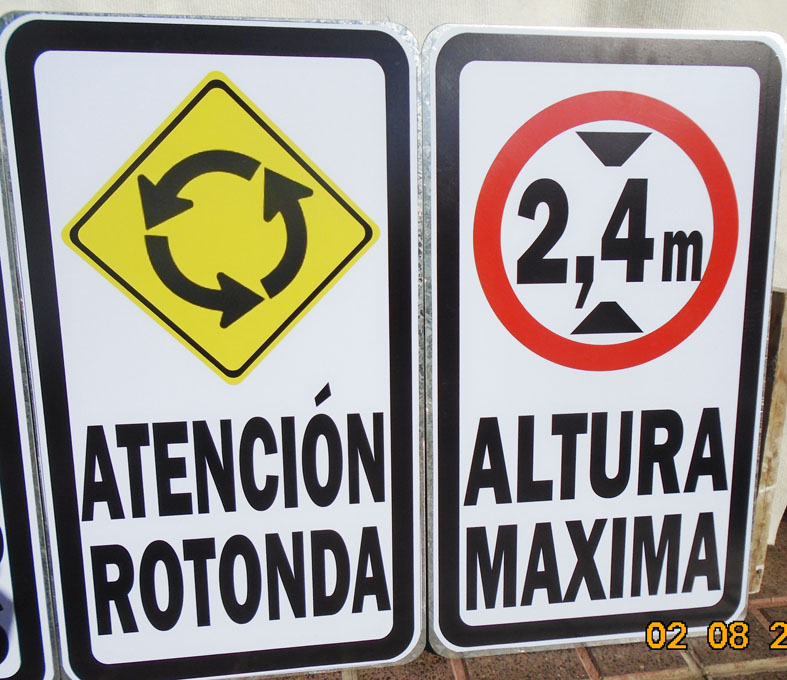 ATENCIÓN
ROTONDA
2,4m
ALTURA
MAXIMA
02 08 2